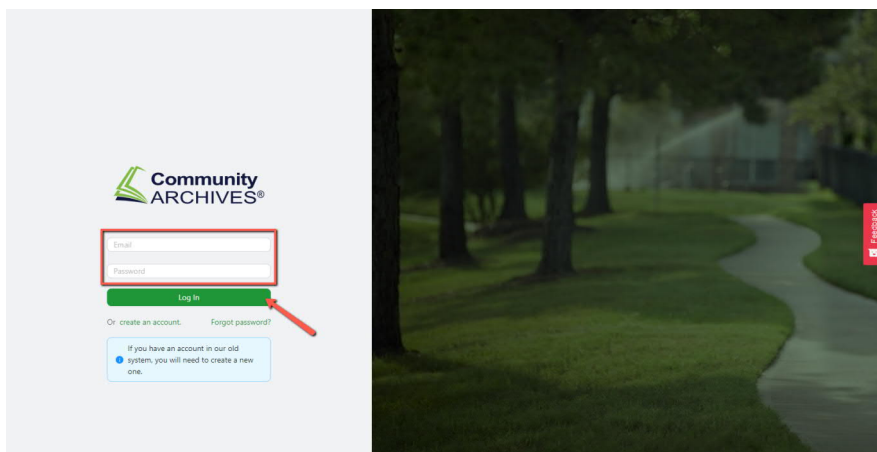 Community
ARCHIVES®
Email
Password
Log In
Or create an account. Forgot password?
If you have an account in our old
system, you will need to create a new
one.
Feedback